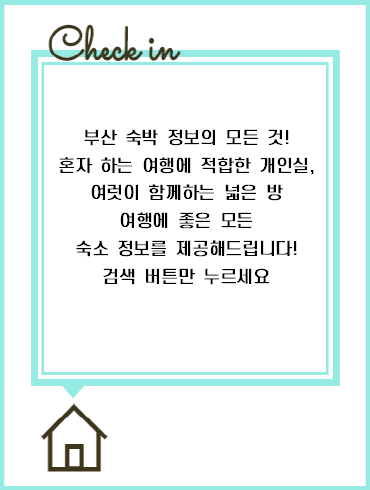 Check in
부산 숙박 정보의 모든 것!
혼자 하는 여행에 적합한 개인실,
여럿이 함께하는 넓은 방
여행에 좋은 모든
숙소 정보를 제공해드립니다!
검색 버튼만 누르세요